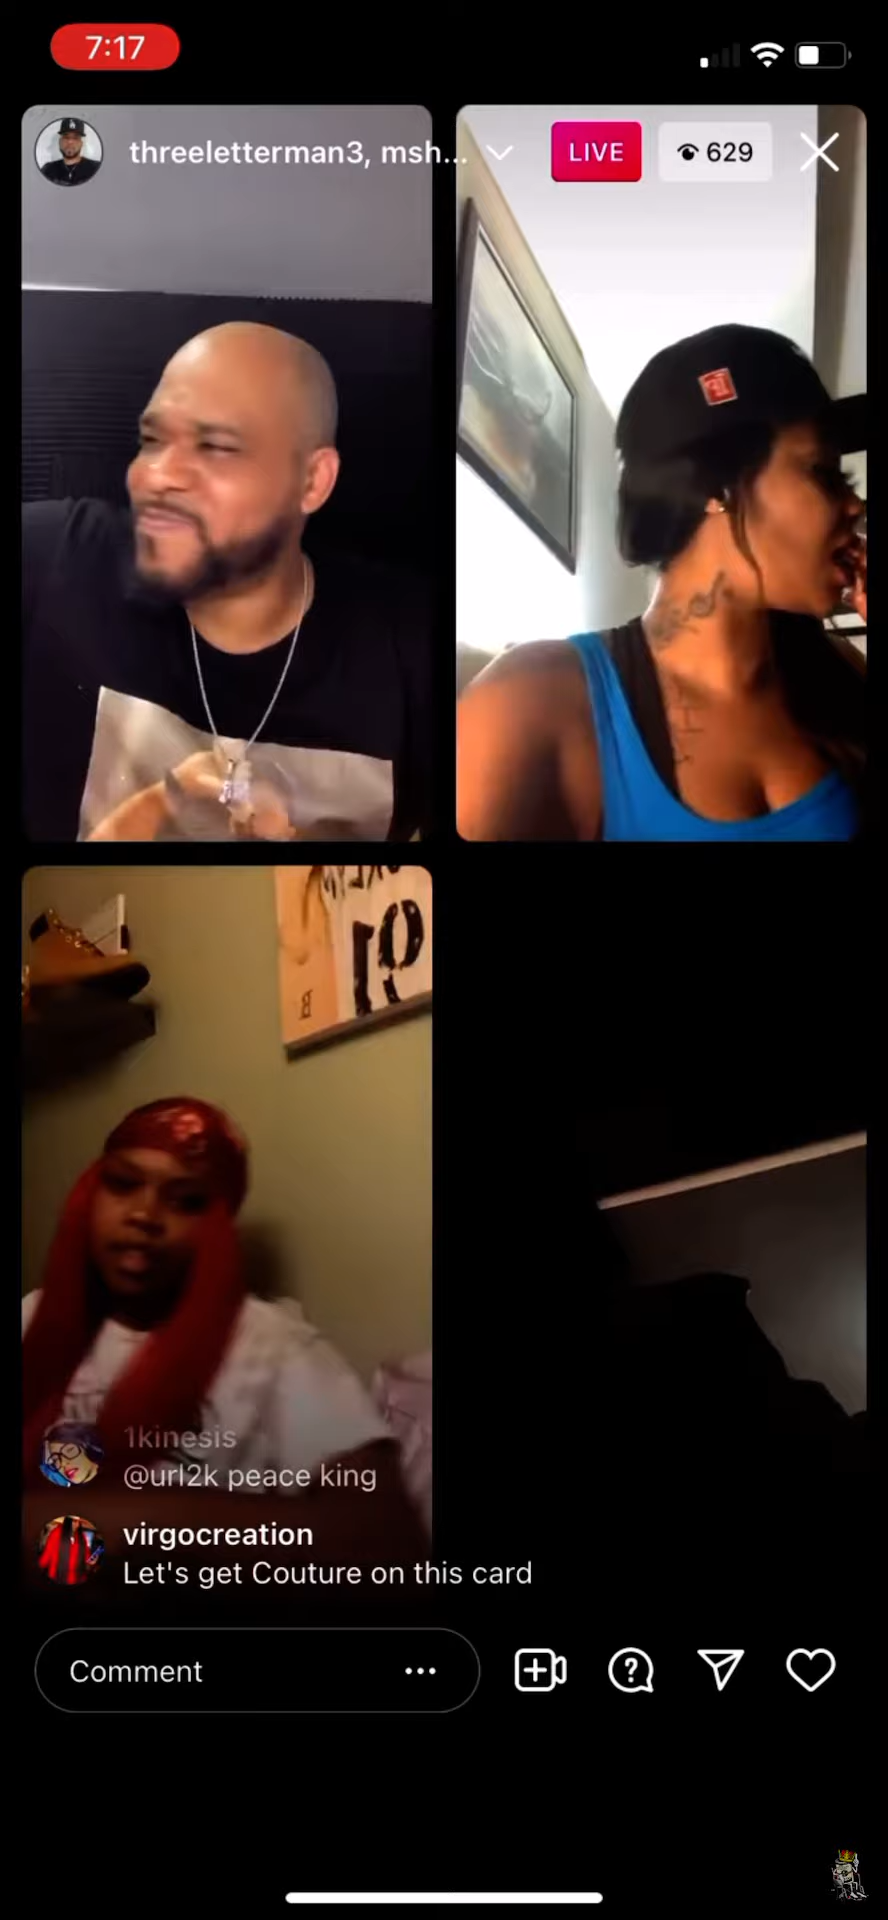 7:17
threeletterman3, msh...
LIVE
629
1kinesis
@url2k peace king
virgocreation
Let's get Couture on this card
Comment